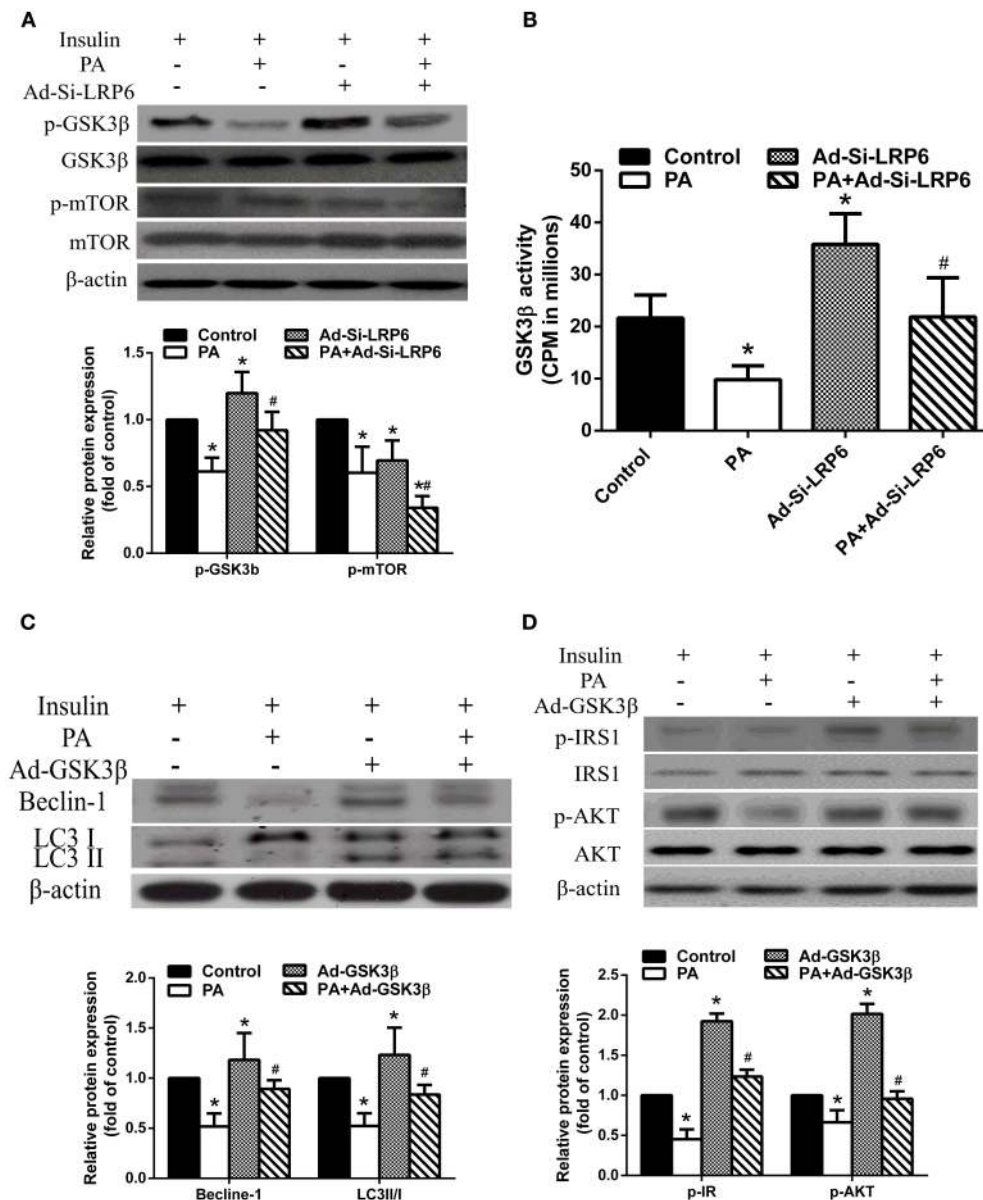 A
Insulin + + + +
PA - + - +
Ad-Si-LRP6 - - + +
p-GSK3β
GSK3β
p-mTOR
mTOR
β-actin
Control Ad-Si-LRP6
PA PA+Ad-Si-LRP6
Relative protein expression
(fold of control)
1.5
1.0
0.5
0.0
* * # * * *#
p-GSK3b p-mTOR
B
Control Ad-Si-LRP6
PA PA+Ad-Si-LRP6
GSK3β activity
(CPM in millions)
50
40
30
20
10
0
* * #
Control PA Ad-Si-LRP6 PA+Ad-Si-LRP6
C
Insulin + + + +
PA - + - +
Ad-GSK3β - - + +
Beclin-1
LC3 I
LC3 II
β-actin
Control Ad-GSK3β
PA PA+Ad-GSK3β
Relative protein expression
(fold of control)
2.0
1.5
1.0
0.5
0.0
* * # * * #
Becline-1 LC3II/I
D
Insulin + + + +
PA - + - +
Ad-GSK3β - - + +
p-IRS1
IRS1
p-AKT
AKT
β-actin
Control Ad-GSK3β
PA PA+Ad-GSK3β
Relative protein expression
(fold of control)
2.5
2.0
1.5
1.0
0.5
0.0
* * # * * #
p-IR p-AKT